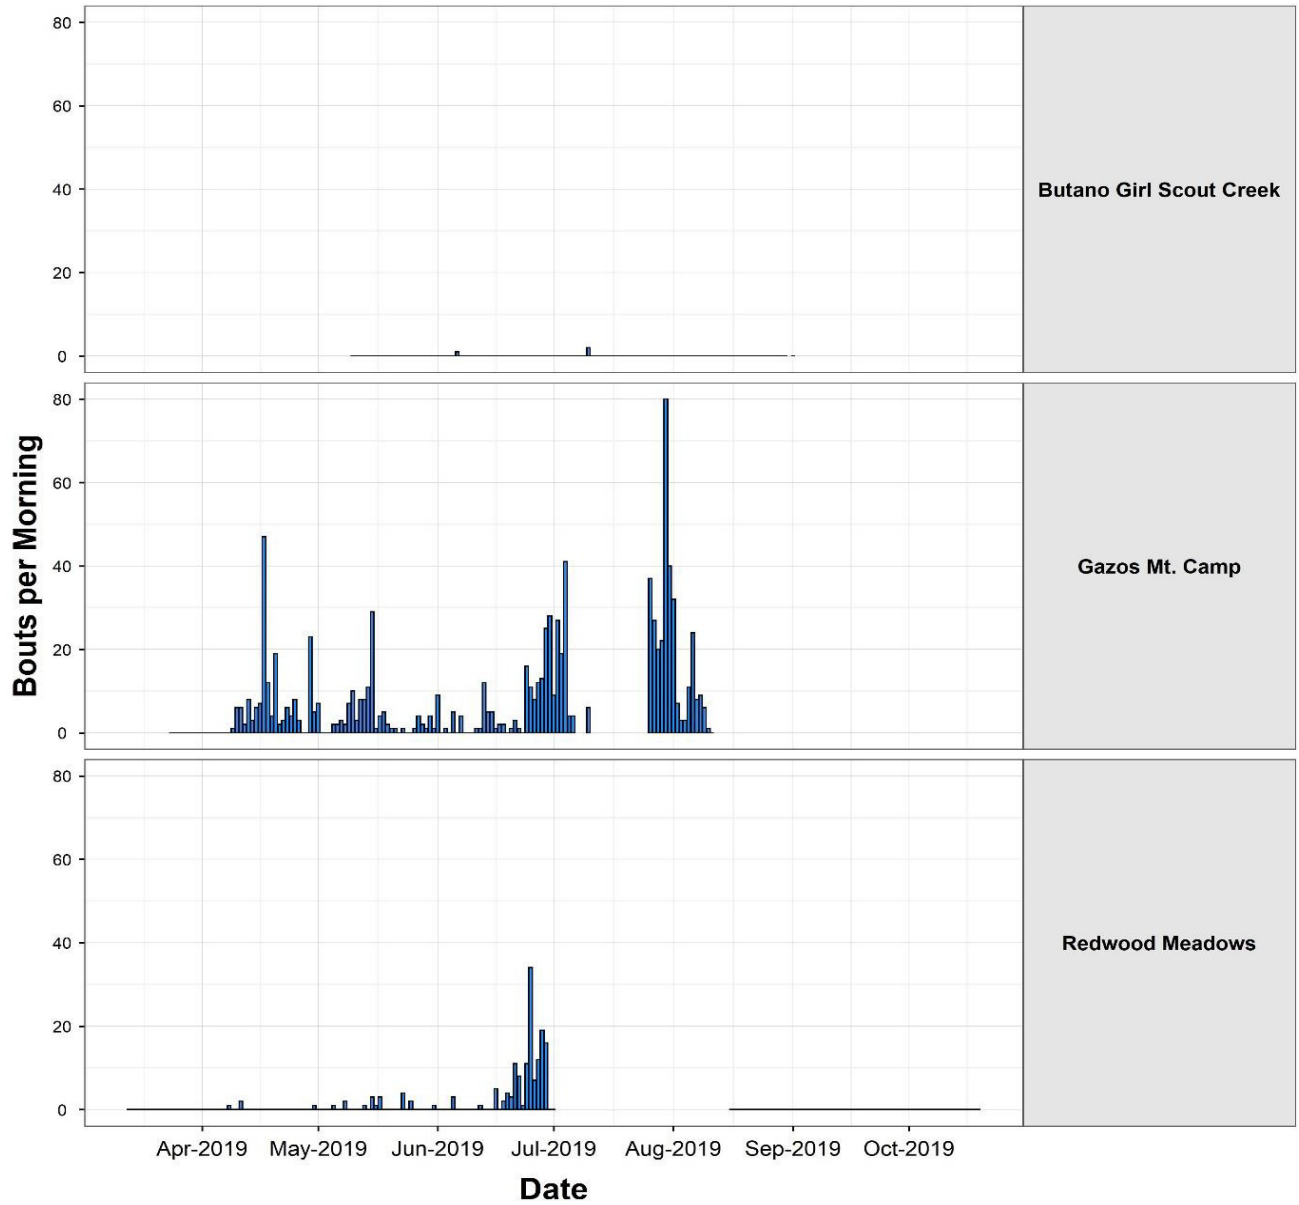 80
60
40
20
0
Butano Girl Scout Creek
80
60
40
20
0
Gazos Mt. Camp
Bouts per Morning
80
60
40
20
0
Redwood Meadows
Apr-2019 May-2019 Jun-2019 Jul-2019 Aug-2019 Sep-2019 Oct-2019
Date